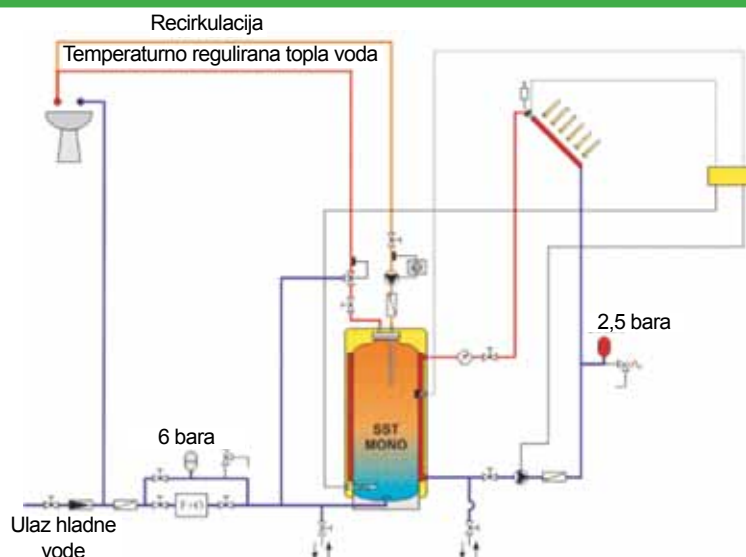 Recirkulacija
Temperaturno regulirana topla voda
2,5 bara
SST
MONO
6 bara
Ulaz hladne
vode